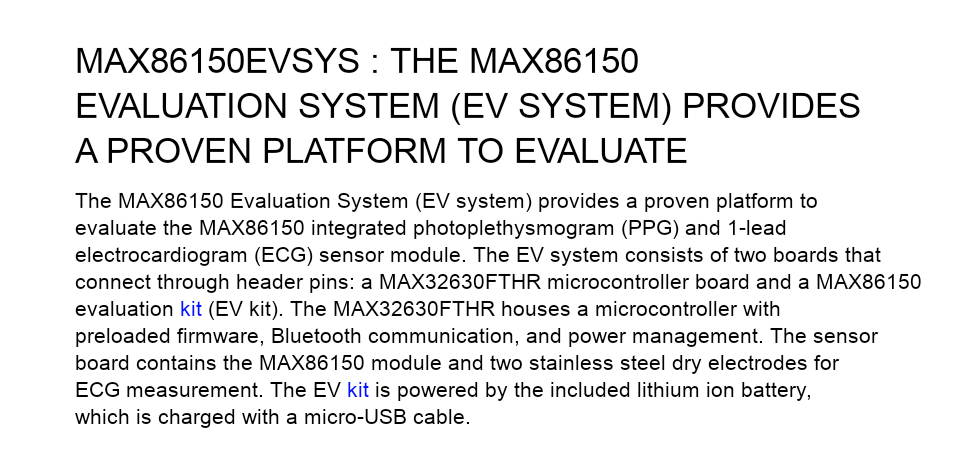 MAX86150EVSYS : THE MAX86150
EVALUATION SYSTEM (EV SYSTEM) PROVIDES
A PROVEN PLATFORM TO EVALUATE
The MAX86150 Evaluation System (EV system) provides a proven platform to
evaluate the MAX86150 integrated photoplethysmogram (PPG) and 1-lead
electrocardiogram (ECG) sensor module. The EV system consists of two boards that
connect through header pins: a MAX32630FTHR microcontroller board and a MAX86150
evaluation kit (EV kit). The MAX32630FTHR houses a microcontroller with
preloaded firmware, Bluetooth communication, and power management. The sensor
board contains the MAX86150 module and two stainless steel dry electrodes for
ECG measurement. The EV kit is powered by the included lithium ion battery,
which is charged with a micro-USB cable.